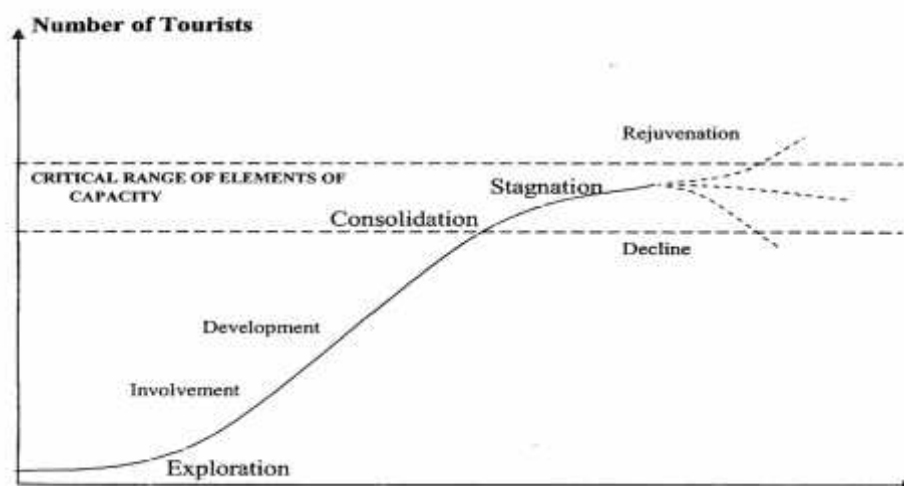 Number of Tourists
Rejuvenation
CRITICAL RANGE OF ELEMENTS OF
CAPACITY
Stagnation
Consolidation
Decline
Development
Involvement
Exploration